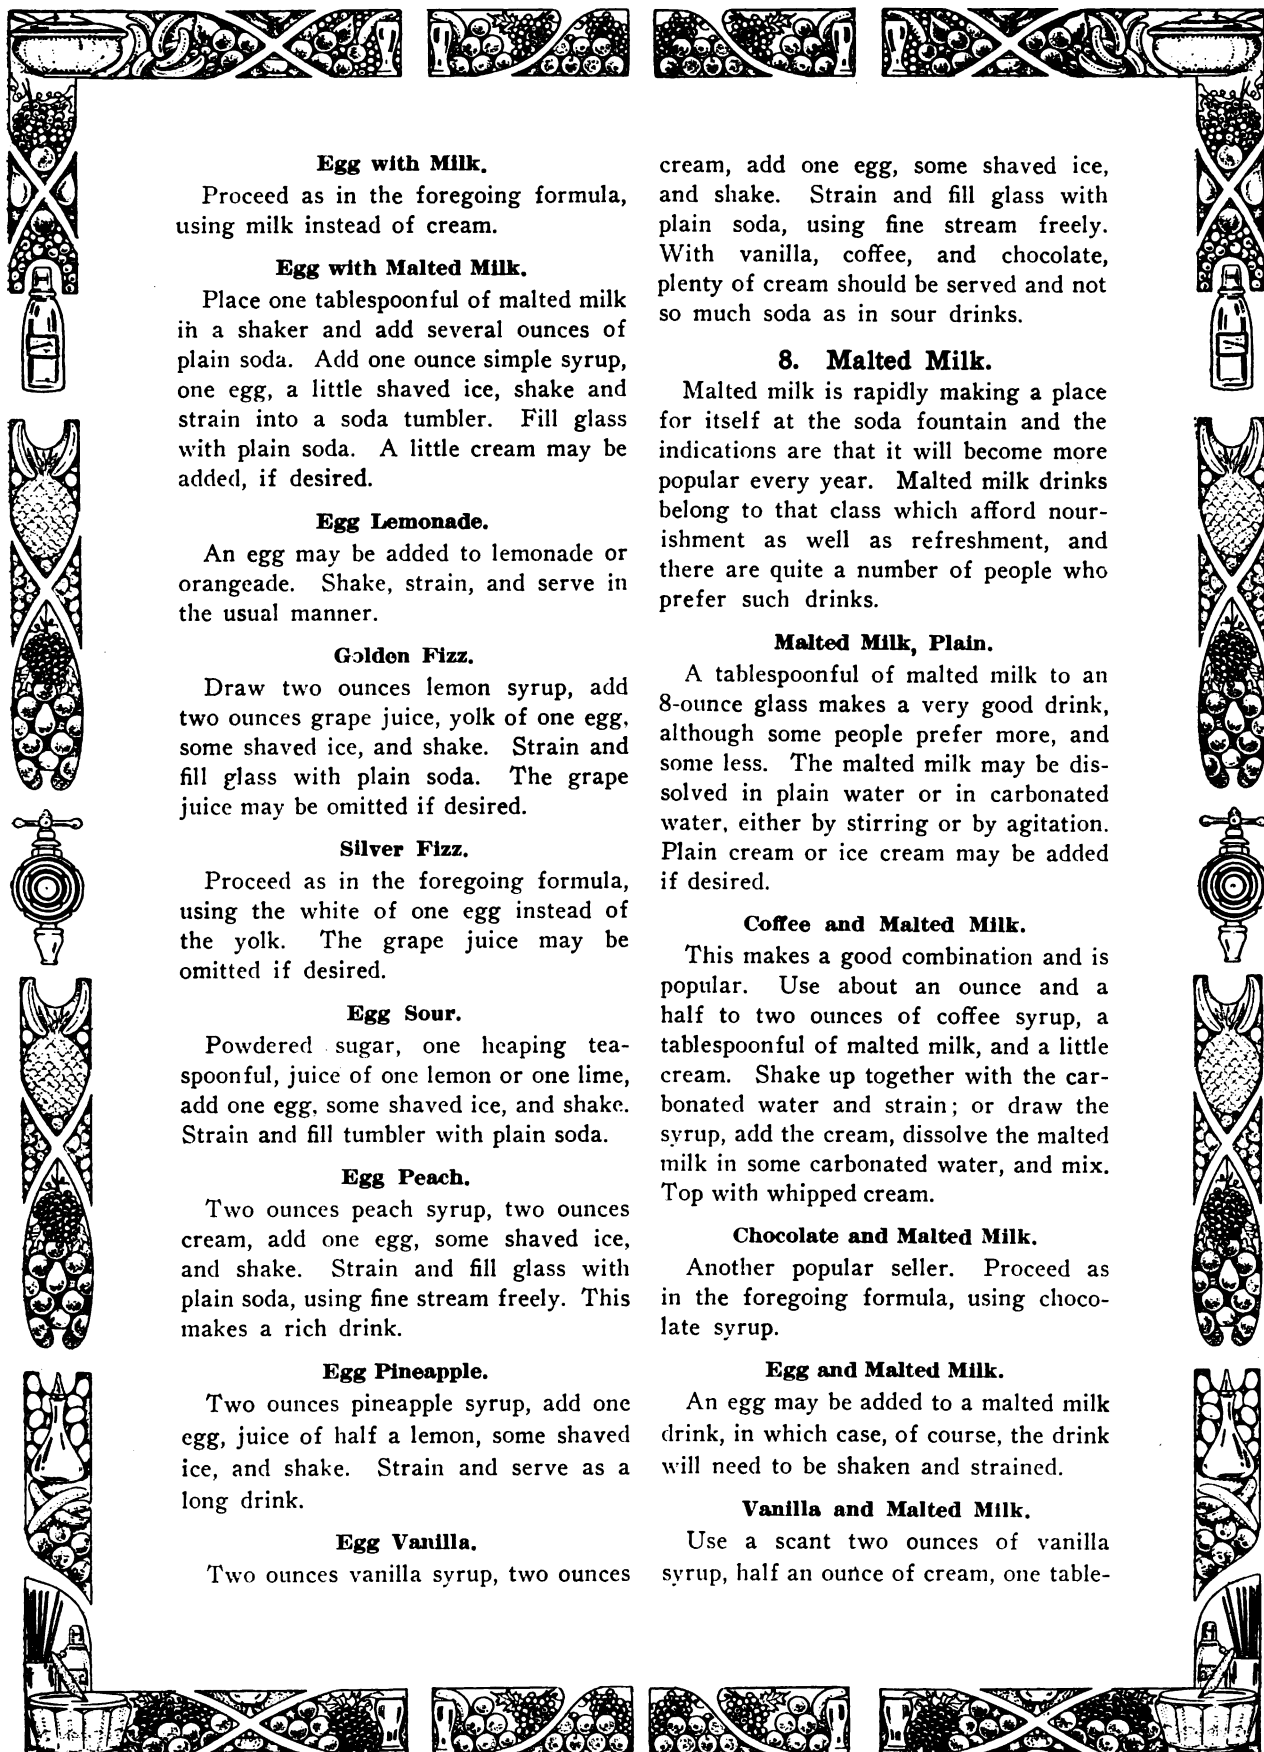 Egg with Milk.
Proceed as in the foregoing formula,
using milk instead of cream.
Egg with Malted Milk.
Place one tablespoonful of malted milk
in a shaker and add several ounces of
plain soda. Add one ounce simple syrup,
one egg, a little shaved ice, shake and
strain into a soda tumbler. Fill glass
with plain soda. A little cream may be
added, if desired.
Egg Lemonade.
An egg may be added to lemonade or
orangeade. Shake, strain, and serve in
the usual manner.
Golden Fizz.
Draw two ounces lemon syrup, add
two ounces grape juice, yolk of one egg,
some shaved ice, and shake. Strain and
fill glass with plain soda. The grape
juice may be omitted if desired.
Silver Fizz.
Proceed as in the foregoing formula,
using the white of one egg instead of
the yolk. The grape juice may be
omitted if desired.
Egg Sour.
Powdered sugar, one heaping tea-
spoonful, juice of one lemon or one lime,
add one egg, some shaved ice, and shake.
Strain and fill tumbler with plain soda.
Egg Peach.
Two ounces peach syrup, two ounces
cream, add one egg, some shaved ice,
and shake. Strain and fill glass with
plain soda, using fine stream freely. This
makes a rich drink.
Egg Pineapple.
Two ounces pineapple syrup, add one
egg, juice of half a lemon, some shaved
ice, and shake. Strain and serve as a
long drink.
Egg Vanilla.
Two ounces vanilla syrup, two ounces
cream, add one egg, some shaved ice,
and shake. Strain and fill glass with
plain soda, using fine stream freely.
With vanilla, coffee, and chocolate,
plenty of cream should be served and not
so much soda as in sour drinks.
8. Malted Milk.
Malted milk is rapidly making a place
for itself at the soda fountain and the
indications are that it will become more
popular every year. Malted milk drinks
belong to that class which afford nour-
ishment as well as refreshment, and
there are quite a number of people who
prefer such drinks.
Malted Milk, Plain.
A tablespoonful of malted milk to an
8-ounce glass makes a very good drink,
although some people prefer more, and
some less. The malted milk may be dis-
solved in plain water or in carbonated
water, either by stirring or by agitation.
Plain cream or ice cream may be added
if desired.
Coffee and Malted Milk.
This makes a good combination and is
popular. Use about an ounce and a
half to two ounces of coffee syrup, a
tablespoonful of malted milk, and a little
cream. Shake up together with the car-
bonated water and strain; or draw the
syrup, add the cream, dissolve the malted
milk in some carbonated water, and mix.
Top with whipped cream.
Chocolate and Malted Milk.
Another popular seller. Proceed as
in the foregoing formula, using choco-
late syrup.
Egg and Malted Milk.
An egg may be added to a malted milk
drink, in which case, of course, the drink
will need to be shaken and strained.
Vanilla and Malted Milk.
Use a scant two ounces of vanilla
syrup, half an ounce of cream, one table-